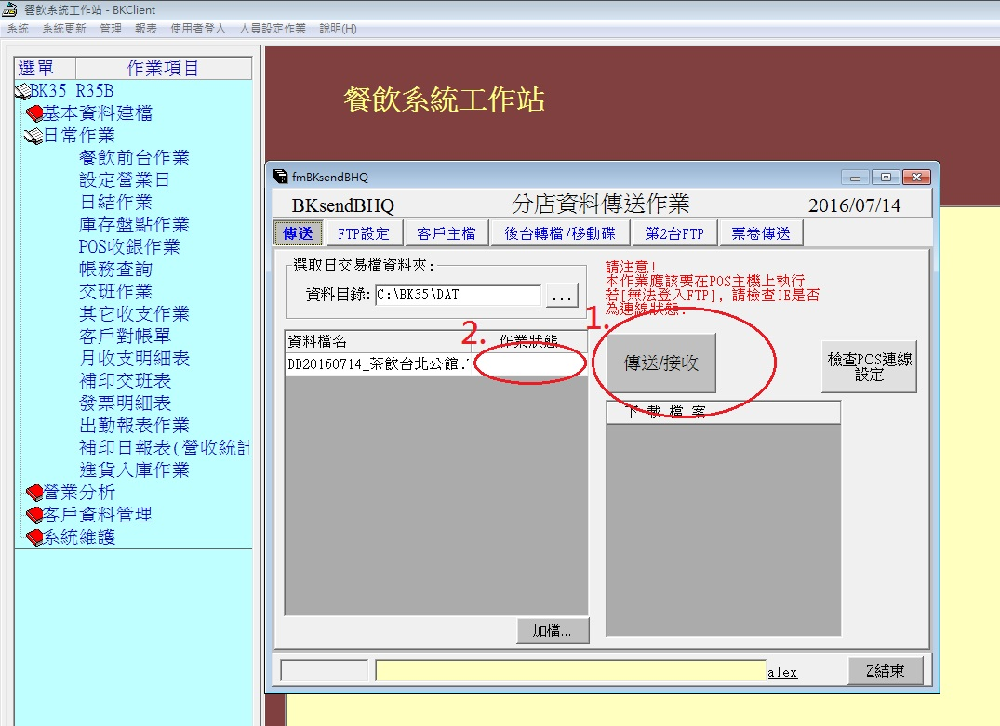 餐飲系統工作站 - BKClient
系統 系統更新 管理 報表 使用者登入 人員設定作業 說明(H)
選單 作業項目
BK35_R35B
基本資料建檔
日常作業
餐飲前台作業
設定營業日
日結作業
庫存盤點作業
POS收銀作業
帳務查詢
交班作業
其它收支作業
客戶對帳單
月收支明細表
補印交班表
發票明細表
出勤報表作業
補印日報表(營收統計
進貨入庫作業
營業分析
客戶資料管理
系統維護
餐飲系統工作站
fmBKsendBHQ
BKsendBHQ 分店資料傳送作業 2016/07/14
傳送 FTP設定 客戶主檔 後台轉檔/移動碟 第2台FTP 票卷傳送
選取日交易檔資料夾:
資料目錄: C:\BK35\DAT ...
請注意!
本作業應該要在POS主機上執行
若[無法登入FTP], 請檢查IE是否
為連線狀態.
1.
2.
資料檔名 作業狀態
DD20160714_茶飲台北公館.
傳送/接收
檢查POS連線
設定
下 載 檔 案
加檔...
alex
Z結束